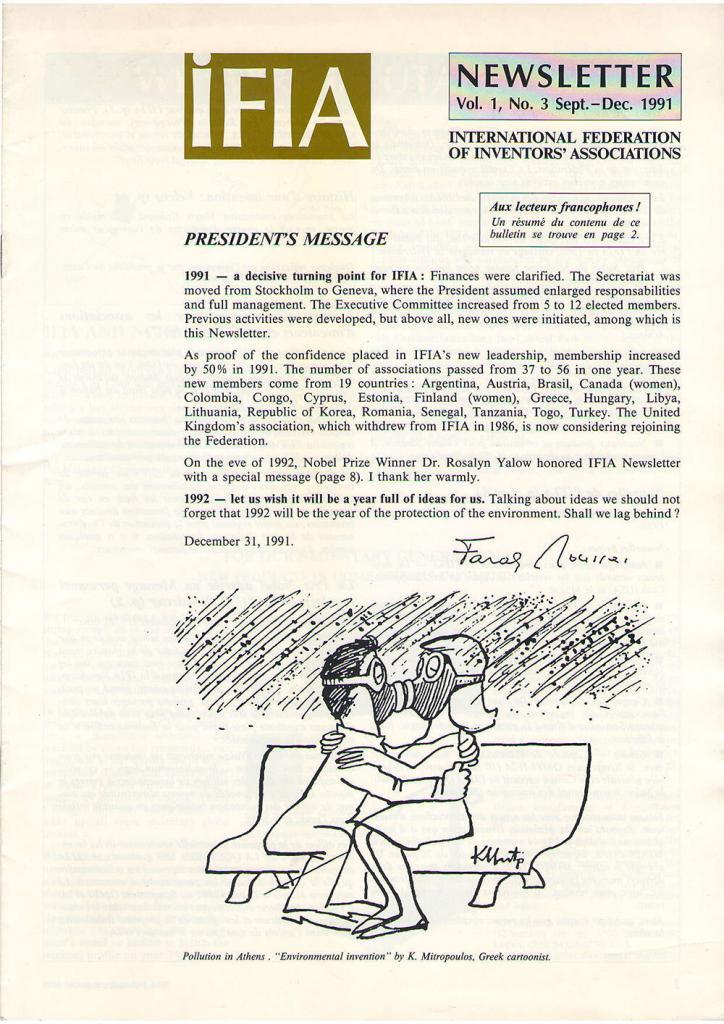 IFIA
NEWSLETTER
Vol. 1, No. 3 Sept.–Dec. 1991
INTERNATIONAL FEDERATION
OF INVENTORS' ASSOCIATIONS
Aux lecteurs francophones !
Un résumé du contenu de ce
bulletin se trouve en page 2.
PRESIDENT'S MESSAGE
1991 — a decisive turning point for IFIA : Finances were clarified. The Secretariat was
moved from Stockholm to Geneva, where the President assumed enlarged responsabilities
and full management. The Executive Committee increased from 5 to 12 elected members.
Previous activities were developed, but above all, new ones were initiated, among which is
this Newsletter.
As proof of the confidence placed in IFIA's new leadership, membership increased
by 50% in 1991. The number of associations passed from 37 to 56 in one year. These
new members come from 19 countries : Argentina, Austria, Brasil, Canada (women),
Colombia, Congo, Cyprus, Estonia, Finland (women), Greece, Hungary, Libya,
Lithuania, Republic of Korea, Romania, Senegal, Tanzania, Togo, Turkey. The United
Kingdom's association, which withdrew from IFIA in 1986, is now considering rejoining
the Federation.
On the eve of 1992, Nobel Prize Winner Dr. Rosalyn Yalow honored IFIA Newsletter
with a special message (page 8). I thank her warmly.
1992 — let us wish it will be a year full of ideas for us. Talking about ideas we should not
forget that 1992 will be the year of the protection of the environment. Shall we lag behind ?
December 31, 1991.
Pollution in Athens . "Environmental invention" by K. Mitropoulos, Greek cartoonist.